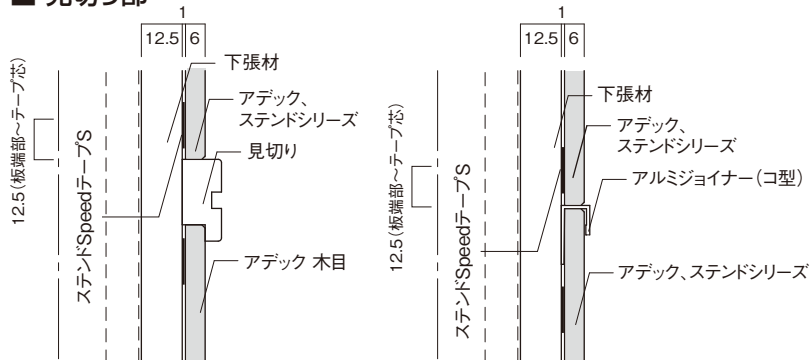 ■ 見切り部
1
12.5
6
下張材
アデック、
ステンドシリーズ
見切り
アデック 木目
ステンドSpeedテープS
12.5(板端部〜テープ芯)
1
12.5
6
下張材
アデック、
ステンドシリーズ
アルミジョイナー(コ型)
アデック、ステンドシリーズ
ステンドSpeedテープS
12.5(板端部〜テープ芯)